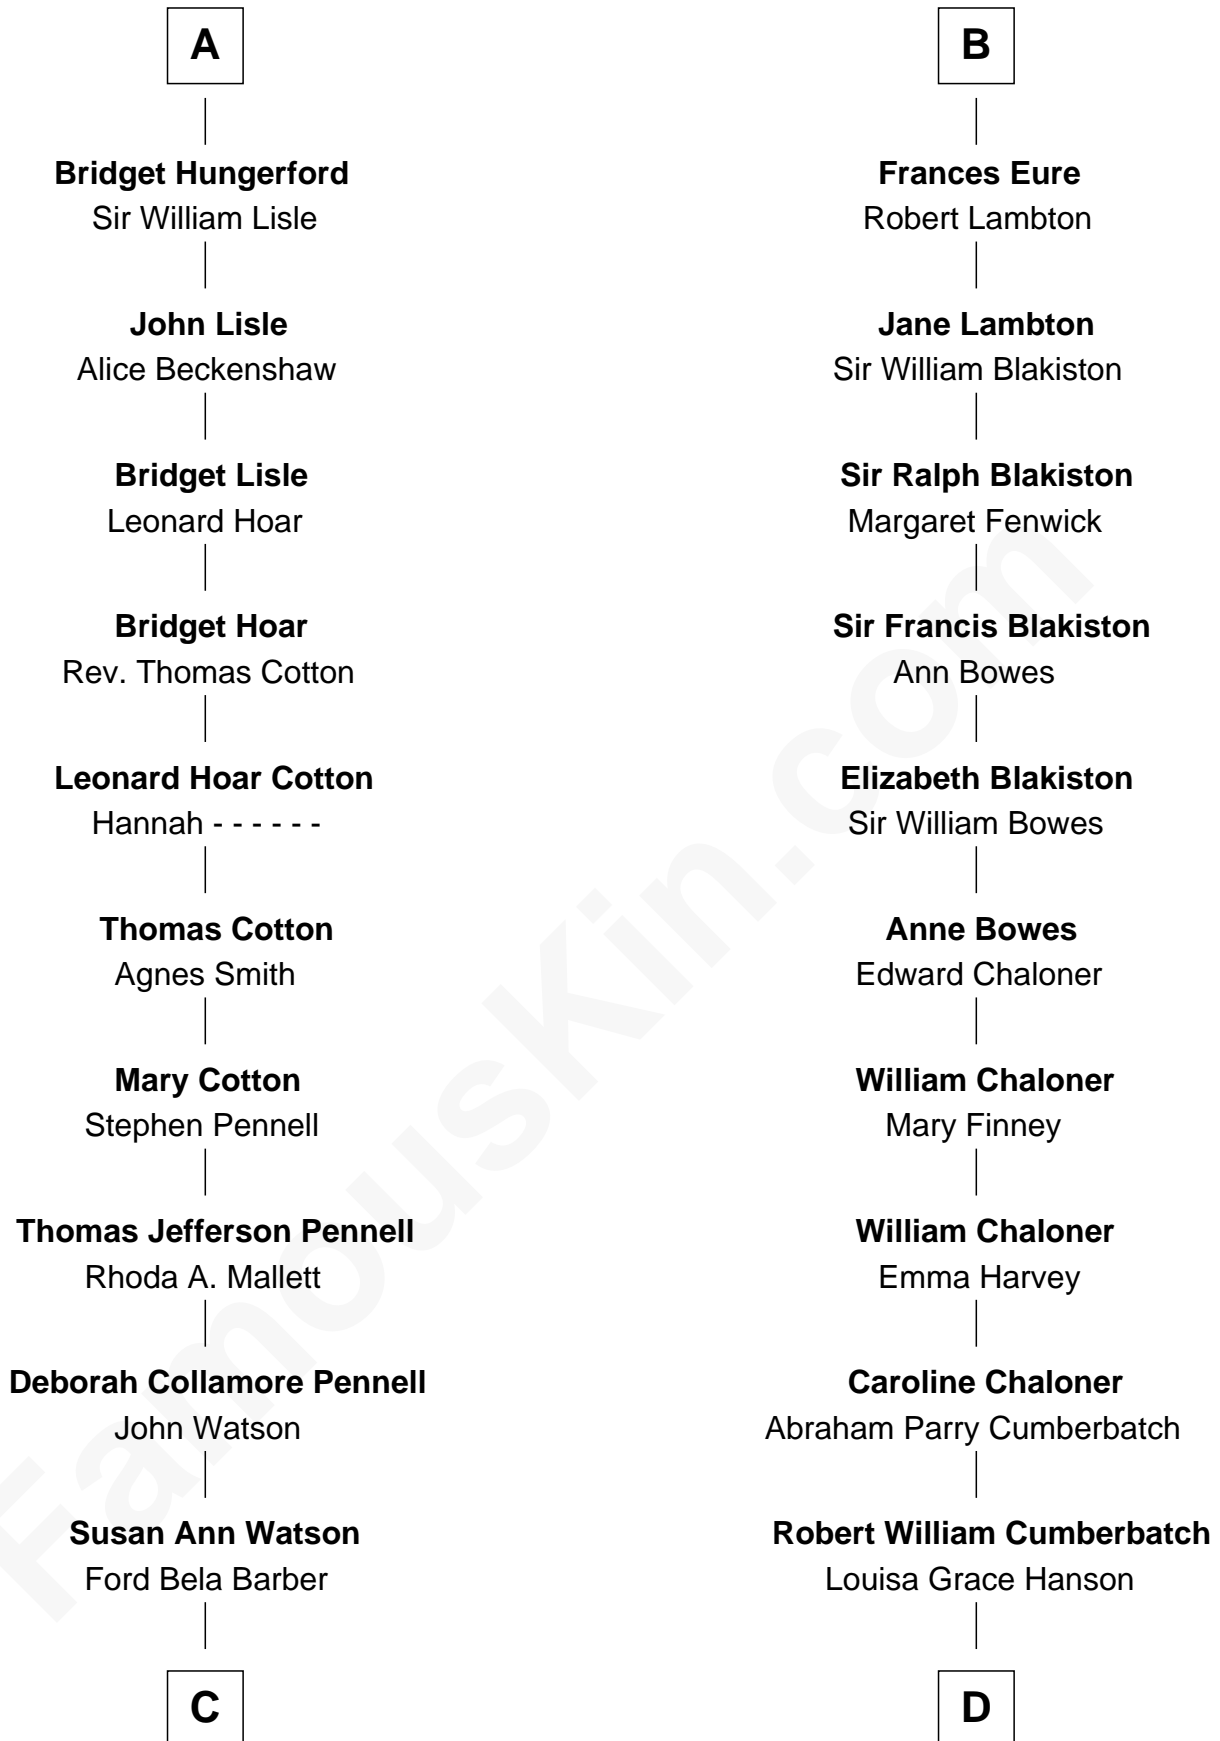 A
Bridget Hungerford
Sir William Lisle
John Lisle
Alice Beckenshaw
Bridget Lisle
Leonard Hoar
Bridget Hoar
Rev. Thomas Cotton
Leonard Hoar Cotton
Hannah - - - - - -
Thomas Cotton
Agnes Smith
Mary Cotton
Stephen Pennell
Thomas Jefferson Pennell
Rhoda A. Mallett
Deborah Collamore Pennell
John Watson
Susan Ann Watson
Ford Bela Barber
C
B
Frances Eure
Robert Lambton
Jane Lambton
Sir William Blakiston
Sir Ralph Blakiston
Margaret Fenwick
Sir Francis Blakiston
Ann Bowes
Elizabeth Blakiston
Sir William Bowes
Anne Bowes
Edward Chaloner
William Chaloner
Mary Finney
William Chaloner
Emma Harvey
Caroline Chaloner
Abraham Parry Cumberbatch
Robert William Cumberbatch
Louisa Grace Hanson
D
FamousKin.com